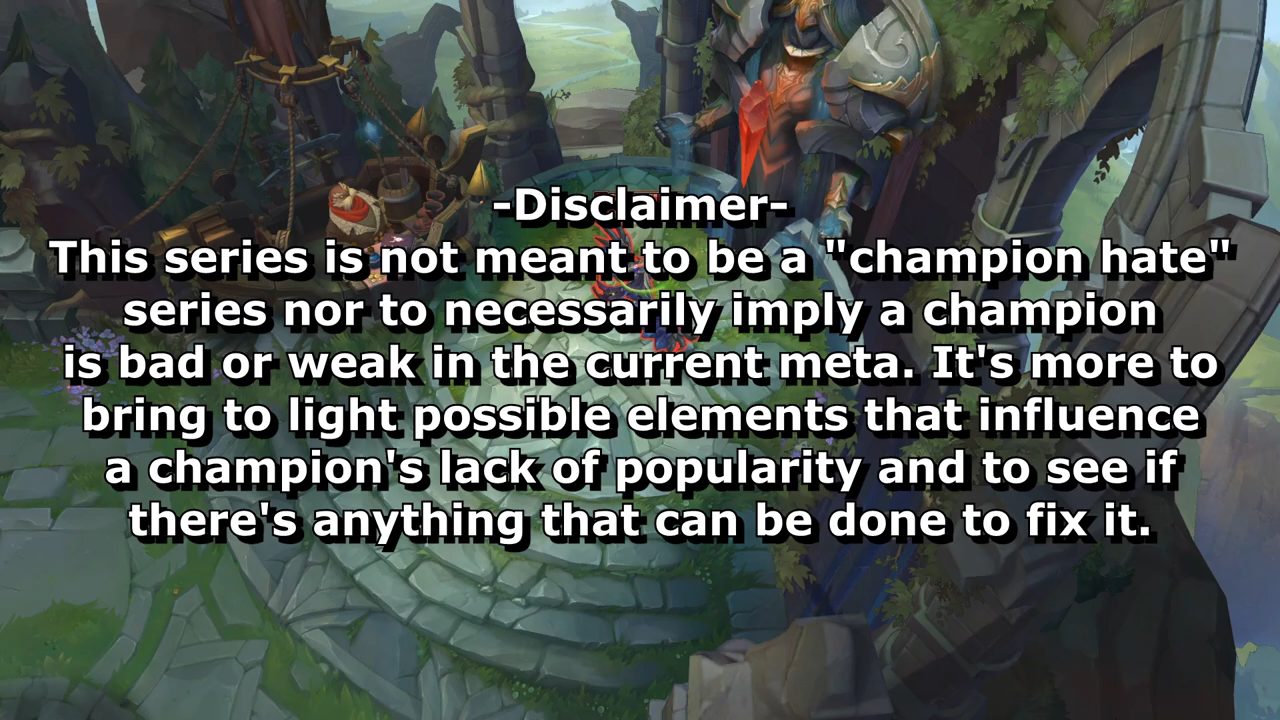 -Disclaimer-
This series is not meant to be a "champion hate"
series nor to necessarily imply a champion
is bad or weak in the current meta. It's more to
bring to light possible elements that influence
a champion's lack of popularity and to see if
there's anything that can be done to fix it.